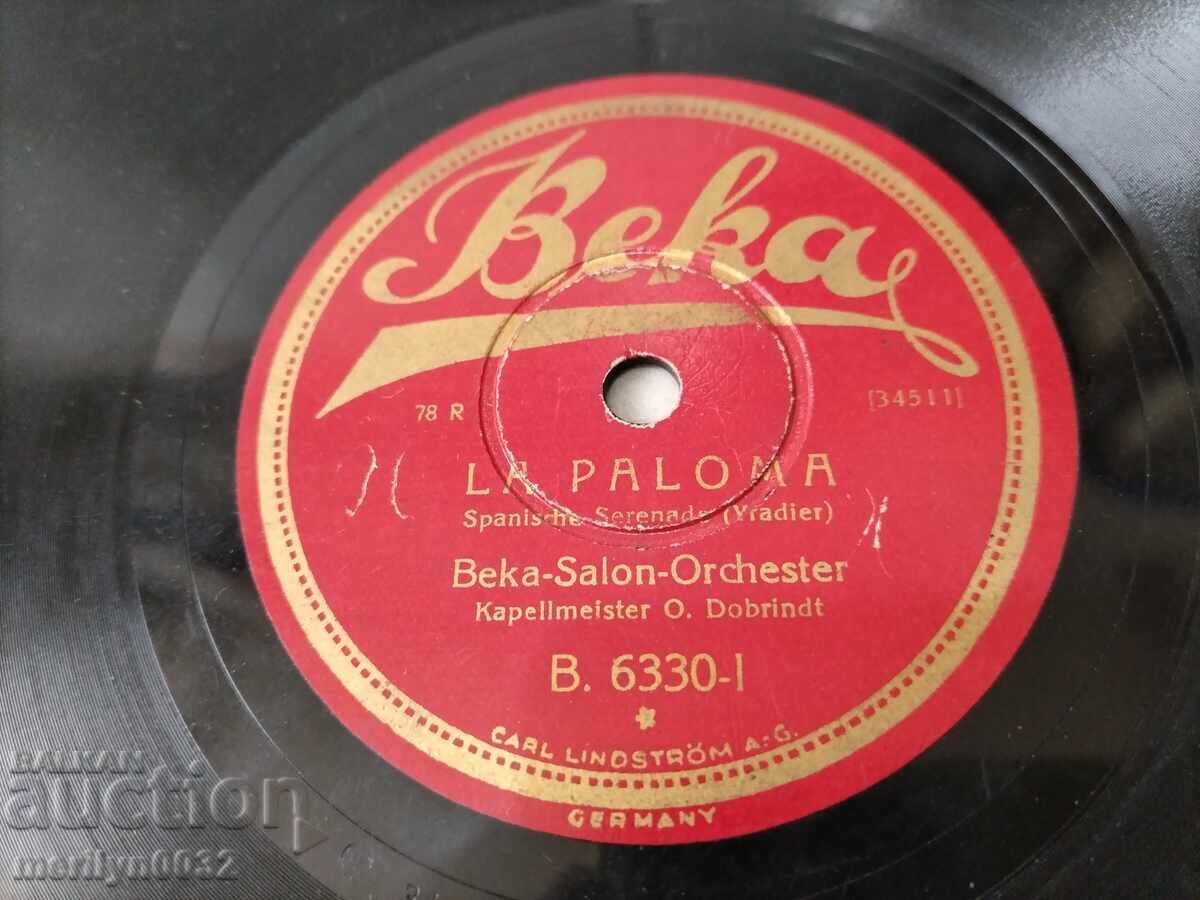 Beka
78 R
[34511]
LA PALOMA
Spanische Serenade (Yradier)
Beka-Salon-Orchester
Kapellmeister O. Dobrindt
B. 6330-I
CARL LINDSTRÖM A.-G.
GERMANY
BALKAN
auction
merilyn0032